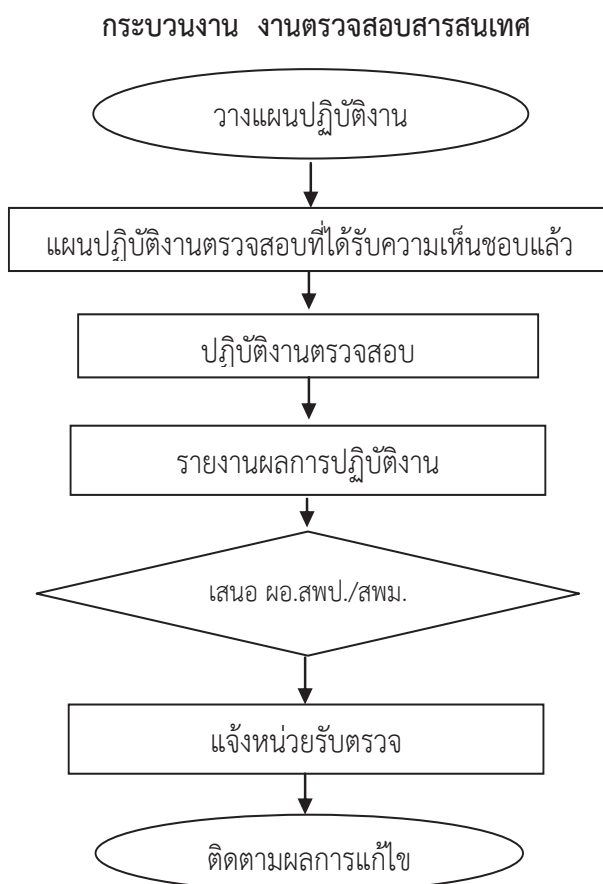 กระบวนงาน งานตรวจสอบสารสนเทศ
วางแผนปฏิบัติงาน
แผนปฏิบัติงานตรวจสอบที่ได้รับความเห็นชอบแล้ว
ปฏิบัติงานตรวจสอบ
รายงานผลการปฏิบัติงาน
เสนอ ผอ.สพป./สพม.
แจ้งหน่วยรับตรวจ
ติดตามผลการแก้ไข